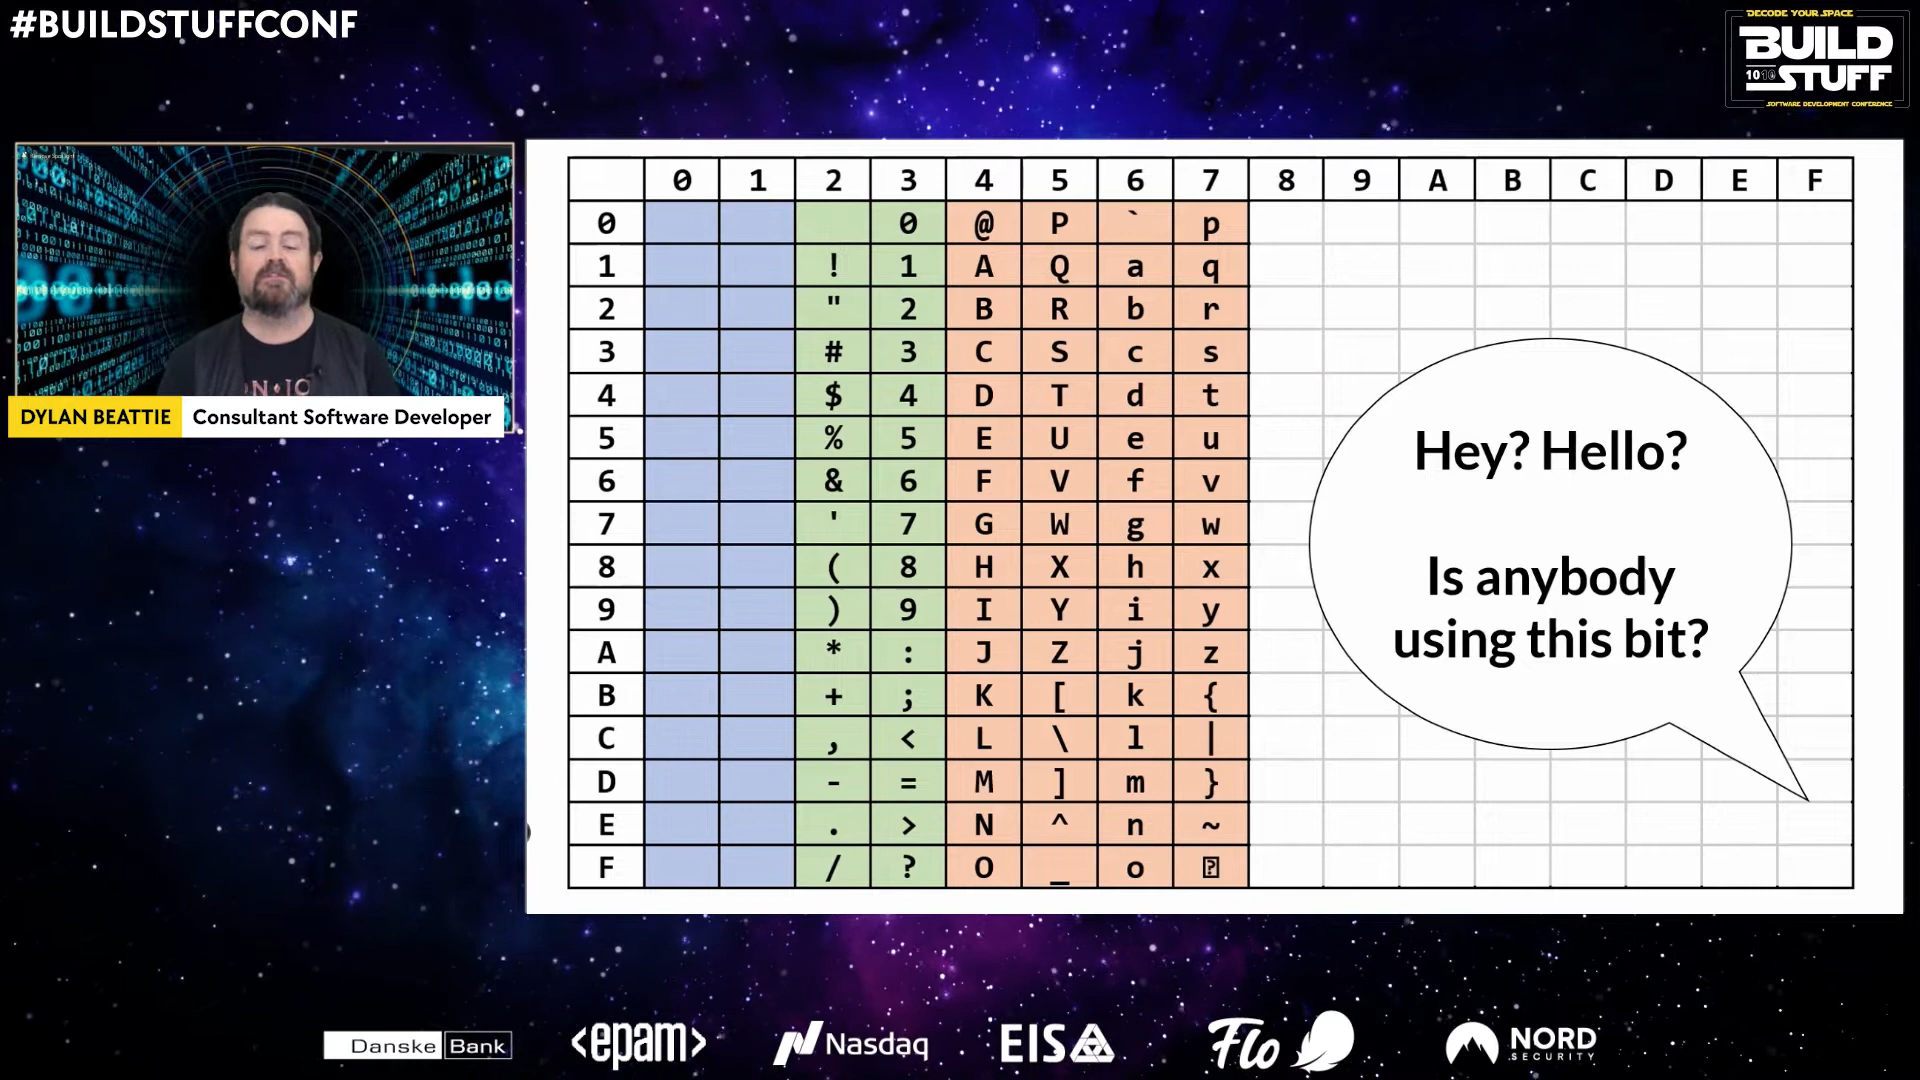 #BUILDSTUFFCONF
DECODE YOUR SPACE
BUILD
1010 STUFF
SOFTWARE DEVELOPMENT CONFERENCE
DYLAN BEATTIE Consultant Software Developer
0 1 2 3 4 5 6 7 8 9 A B C D E F
0 0 @ P ` p
1 ! 1 A Q a q
2 " 2 B R b r
3 # 3 C S c s
4 $ 4 D T d t
5 % 5 E U e u
6 & 6 F V f v
7 ' 7 G W g w
8 ( 8 H X h x
9 ) 9 I Y i y
A * : J Z j z
B + ; K [ k {
C , < L \ l |
D - = M ] m }
E . > N ^ n ~
F / ? O _ o ⍰
Hey? Hello?
Is anybody
using this bit?
Danske Bank
<epam>
Nasdaq
EIS
Flo
NORD
SECURITY